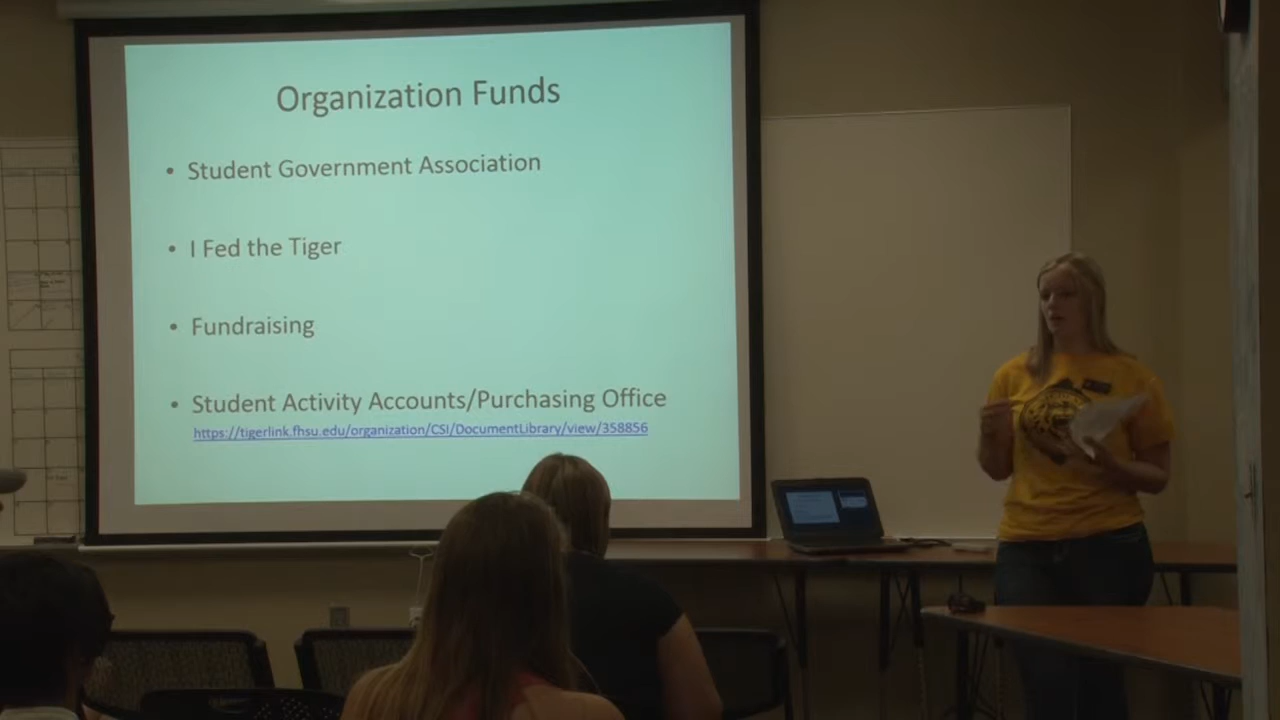 Organization Funds
• Student Government Association
• I Fed the Tiger
• Fundraising
• Student Activity Accounts/Purchasing Office
https://tigerlink.fhsu.edu/organization/CSI/DocumentLibrary/view/358856